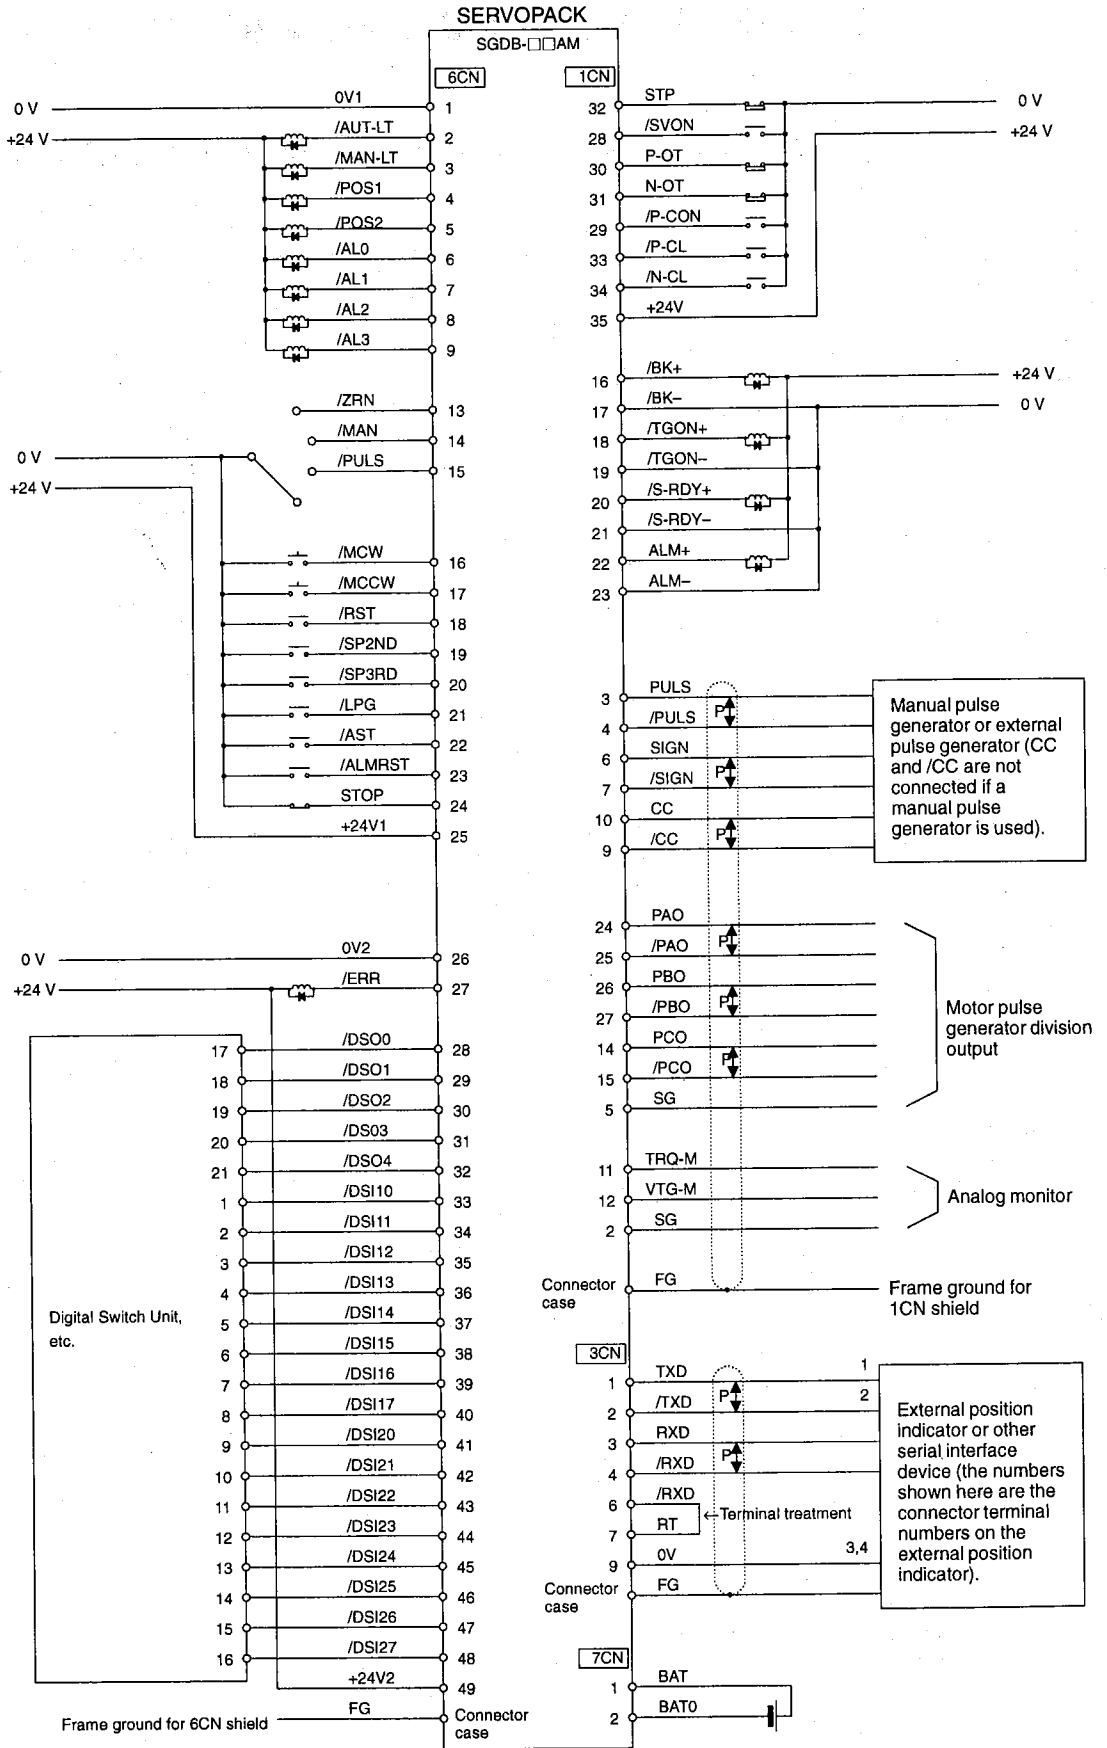 SERVOPACK
SGDB-□□AM
6CN
1CN
0 V
0V1
1
+24 V
/AUT-LT
2
/MAN-LT
3
/POS1
4
/POS2
5
/AL0
6
/AL1
7
/AL2
8
/AL3
9
/ZRN
13
/MAN
14
0 V
/PULS
15
+24 V
/MCW
16
/MCCW
17
/RST
18
/SP2ND
19
/SP3RD
20
/LPG
21
/AST
22
/ALMRST
23
STOP
24
+24V1
25
0 V
0V2
26
+24 V
/ERR
27
17
/DSO0
28
18
/DSO1
29
19
/DSO2
30
20
/DS03
31
21
/DSO4
32
1
/DSI10
33
2
/DSI11
34
3
/DSI12
35
4
/DSI13
36
5
/DSI14
37
6
/DSI15
38
7
/DSI16
39
8
/DSI17
40
9
/DSI20
41
10
/DSI21
42
11
/DSI22
43
12
/DSI23
44
13
/DSI24
45
14
/DSI25
46
15
/DSI26
47
16
/DSI27
48
Digital Switch Unit,
etc.
+24V2
49
Frame ground for 6CN shield
FG
Connector
case
32
STP
0 V
28
/SVON
+24 V
30
P-OT
31
N-OT
29
/P-CON
33
/P-CL
34
/N-CL
35
+24V
16
/BK+
+24 V
17
/BK–
0 V
18
/TGON+
19
/TGON–
20
/S-RDY+
21
/S-RDY–
22
ALM+
23
ALM–
3
PULS
P
4
/PULS
6
SIGN
P
7
/SIGN
10
CC
P
9
/CC
Manual pulse
generator or external
pulse generator (CC
and /CC are not
connected if a
manual pulse
generator is used).
24
PAO
P
25
/PAO
26
PBO
P
27
/PBO
14
PCO
P
15
/PCO
5
SG
Motor pulse
generator division
output
11
TRQ-M
12
VTG-M
2
SG
Analog monitor
Connector
case
FG
Frame ground for
1CN shield
3CN
1
TXD
1
P
2
/TXD
2
3
RXD
P
4
/RXD
6
/RXD
←Terminal treatment
7
RT
9
0V
3,4
Connector
case
FG
External position
indicator or other
serial interface
device (the numbers
shown here are the
connector terminal
numbers on the
external position
indicator).
7CN
1
BAT
2
BAT0